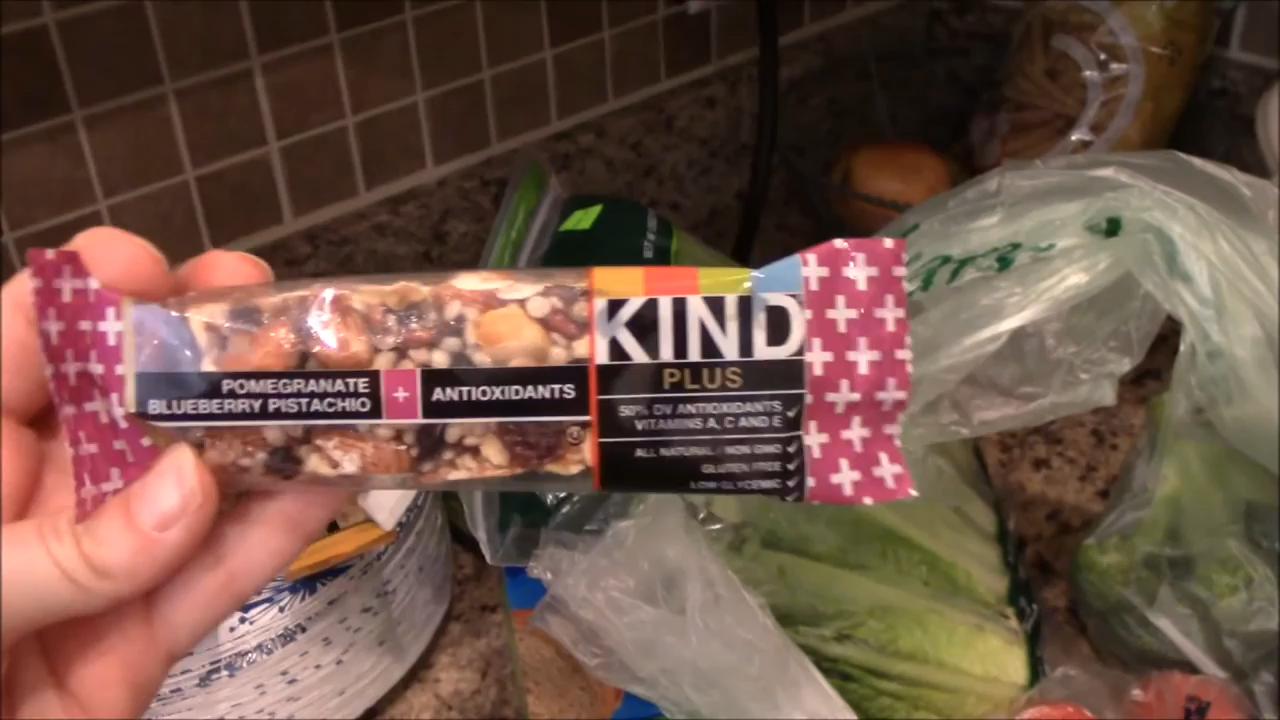 POMEGRANATE
BLUEBERRY PISTACHIO
+
ANTIOXIDANTS
KIND
PLUS
50% DV ANTIOXIDANTS
VITAMINS A, C AND E
ALL NATURAL / NON GMO
GLUTEN FREE
LOW GLYCEMIC